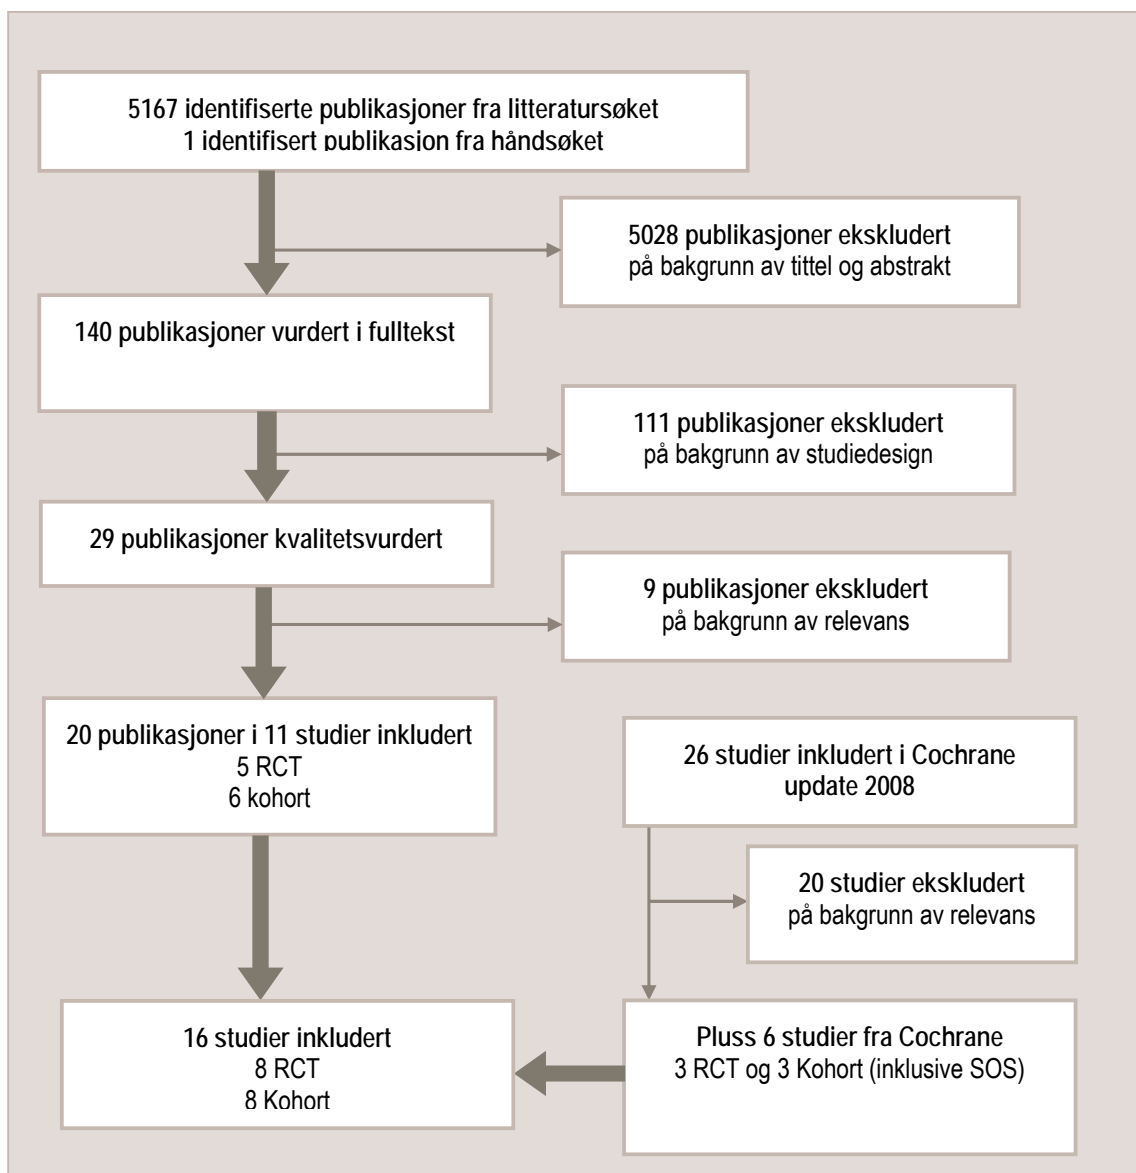 5167 identifiserte publikasjoner fra litteratursøket
1 identifisert publikasion fra håndsøket
5028 publikasjoner ekskludert
på bakgrunn av tittel og abstrakt
140 publikasjoner vurdert i fulltekst
111 publikasjoner ekskludert
på bakgrunn av studiedesign
29 publikasjoner kvalitetsvurdert
9 publikasjoner ekskludert
på bakgrunn av relevans
20 publikasjoner i 11 studier inkludert
5 RCT
6 kohort
26 studier inkludert i Cochrane
update 2008
20 studier ekskludert
på bakgrunn av relevans
16 studier inkludert
8 RCT
8 Kohort
Pluss 6 studier fra Cochrane
3 RCT og 3 Kohort (inklusive SOS)